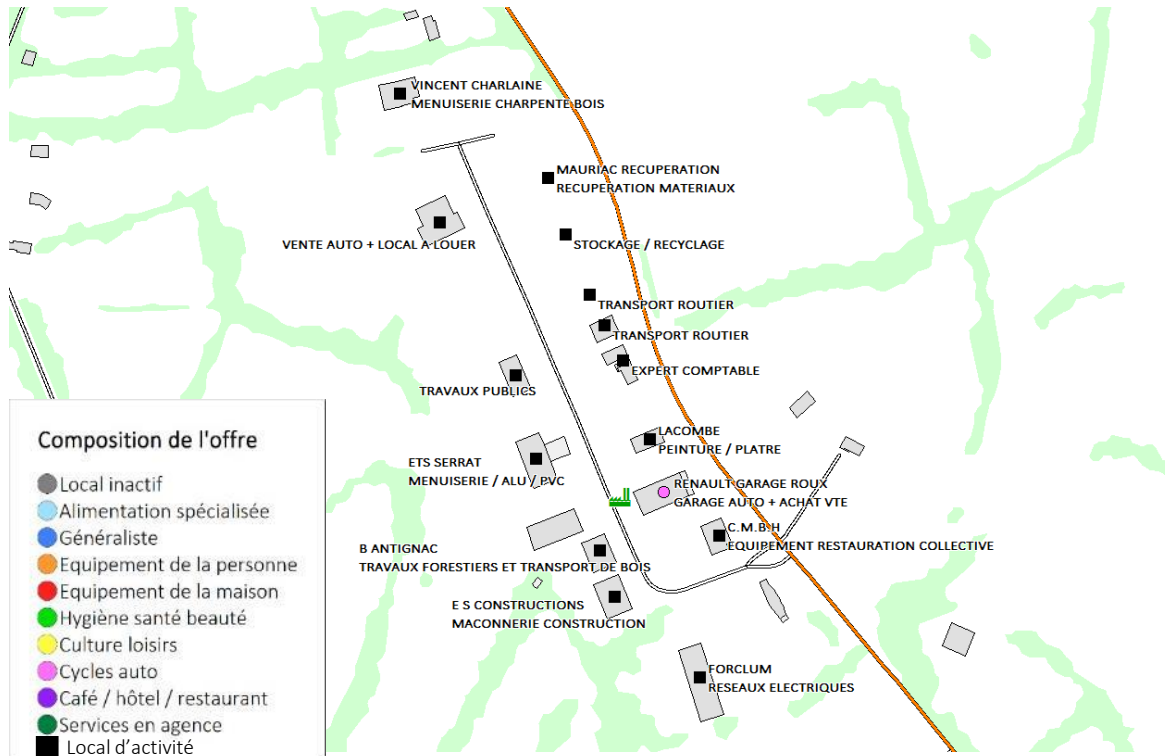 VINCENT CHARLAINE
MENUISERIE CHARPENTE BOIS
MAURIAC RECUPERATION
RECUPERATION MATERIAUX
VENTE AUTO + LOCAL A LOUER
STOCKAGE / RECYCLAGE
TRANSPORT ROUTIER
TRANSPORT ROUTIER
EXPERT COMPTABLE
TRAVAUX PUBLICS
LACOMBE
PEINTURE / PLATRE
ETS SERRAT
MENUISERIE / ALU / PVC
RENAULT GARAGE ROUX
GARAGE AUTO + ACHAT VTE
C.M.B.H
EQUIPEMENT RESTAURATION COLLECTIVE
B ANTIGNAC
TRAVAUX FORESTIERS ET TRANSPORT DE BOIS
E S CONSTRUCTIONS
MACONNERIE CONSTRUCTION
FORCLUM
RESEAUX ELECTRIQUES
Composition de l'offre
Local inactif
Alimentation spécialisée
Généraliste
Equipement de la personne
Equipement de la maison
Hygiène santé beauté
Culture loisirs
Cycles auto
Café / hôtel / restaurant
Services en agence
Local d’activité